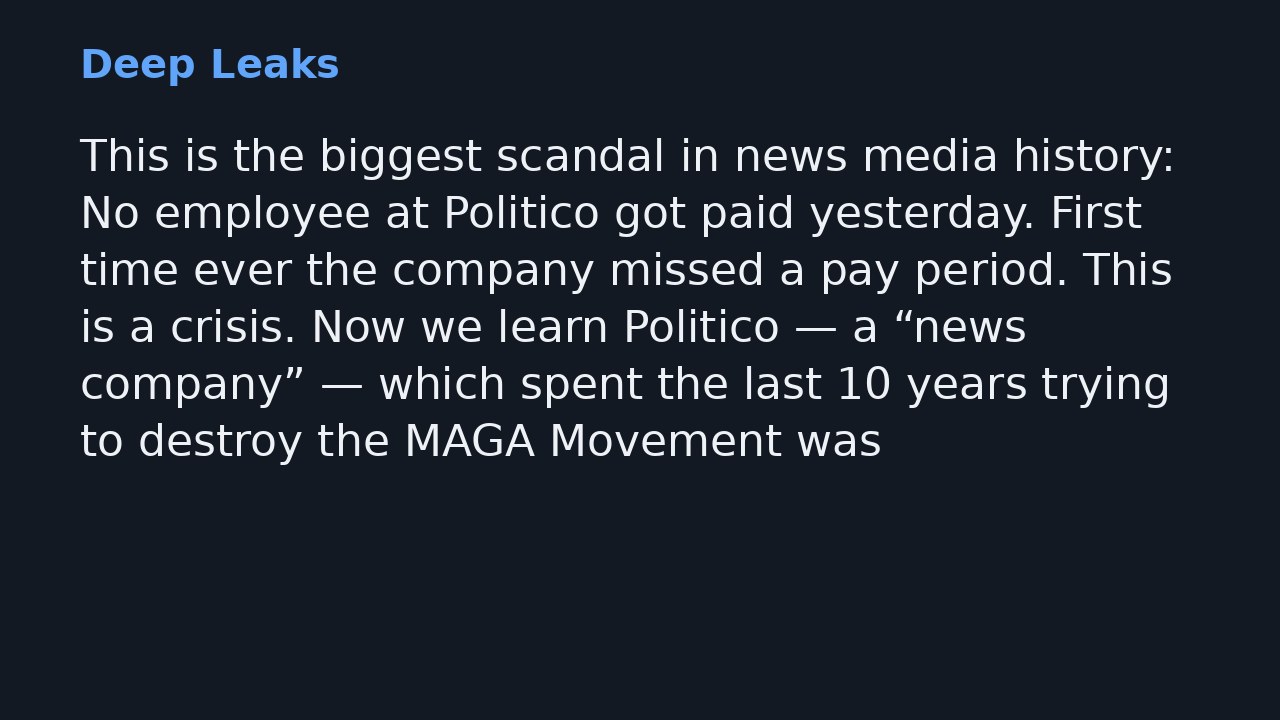 Deep Leaks
This is the biggest scandal in news media history:
No employee at Politico got paid yesterday. First
time ever the company missed a pay period. This
is a crisis. Now we learn Politico — a “news
company” — which spent the last 10 years trying
to destroy the MAGA Movement was